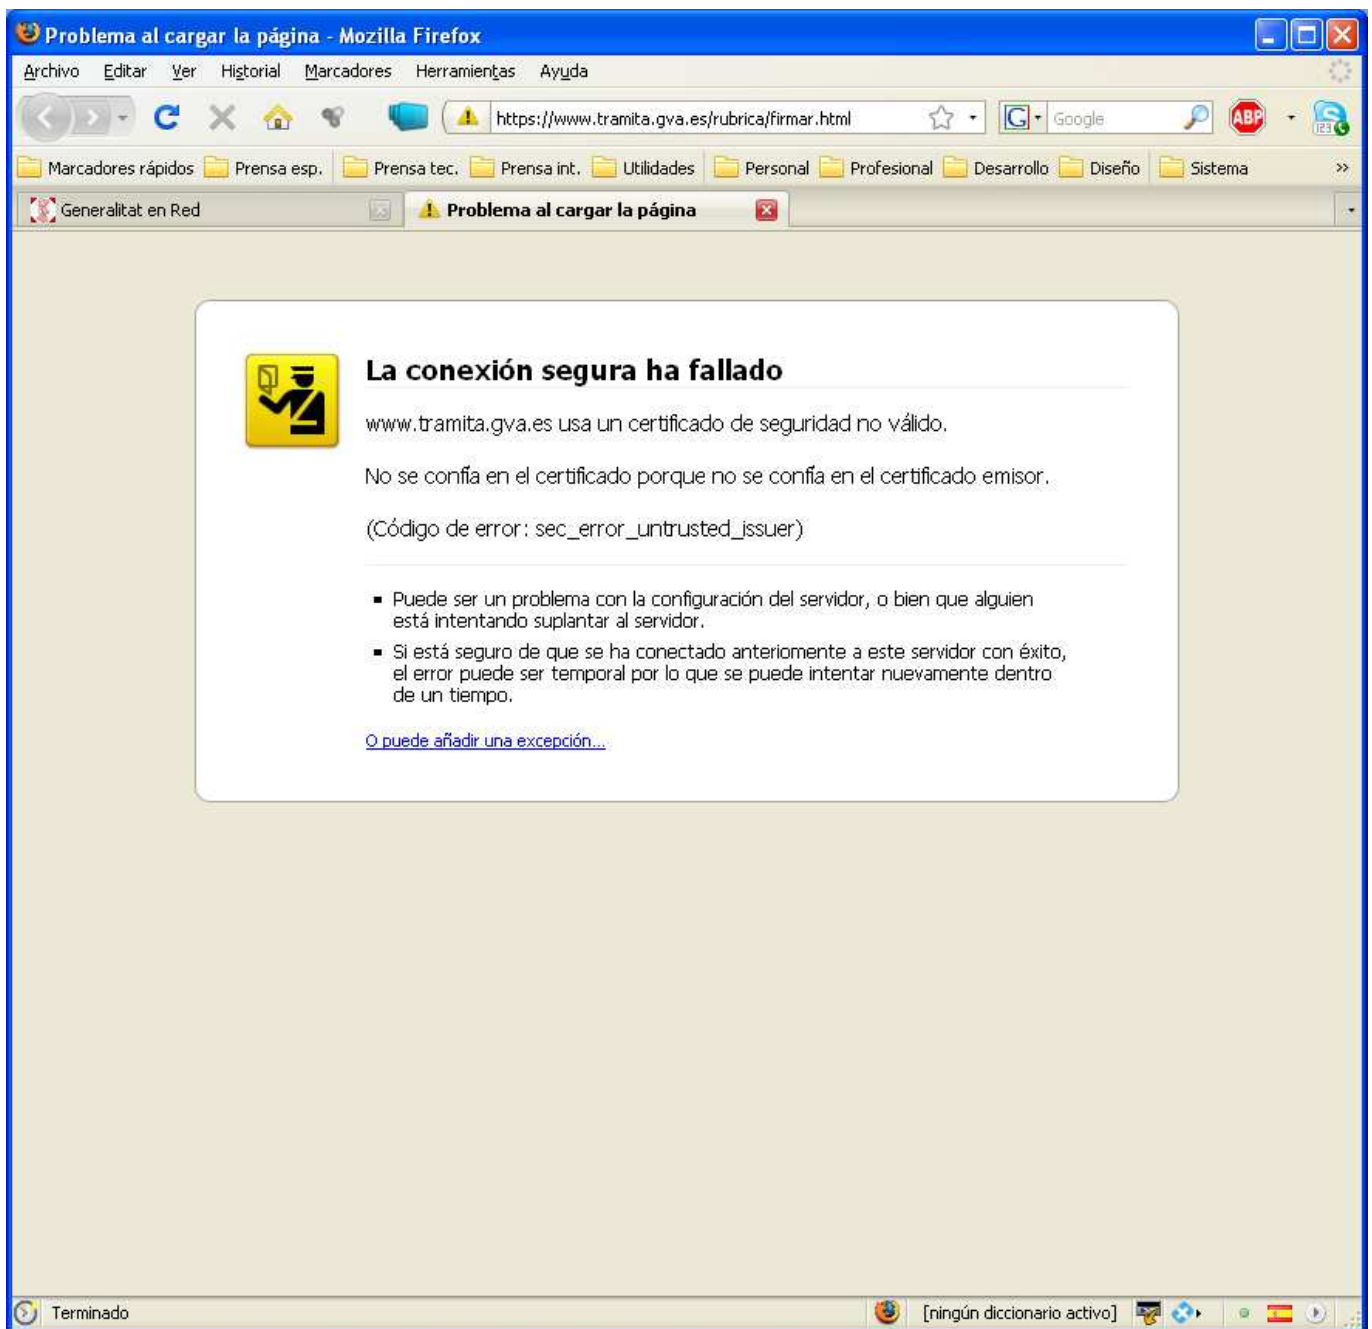 Problema al cargar la página - Mozilla Firefox
Archivo Editar Ver Historial Marcadores Herramientas Ayuda
https://www.tramita.gva.es/rubrica/firmar.html G Google ABP 123
Marcadores rápidos Prensa esp. Prensa tec. Prensa int. Utilidades Personal Profesional Desarrollo Diseño Sistema »
Generalitat en Red Problema al cargar la página
La conexión segura ha fallado
www.tramita.gva.es usa un certificado de seguridad no válido.
No se confía en el certificado porque no se confía en el certificado emisor.
(Código de error: sec_error_untrusted_issuer)
Puede ser un problema con la configuración del servidor, o bien que alguien
está intentando suplantar al servidor.
Si está seguro de que se ha conectado anteriomente a este servidor con éxito,
el error puede ser temporal por lo que se puede intentar nuevamente dentro
de un tiempo.
O puede añadir una excepción...
Terminado [ningún diccionario activo]